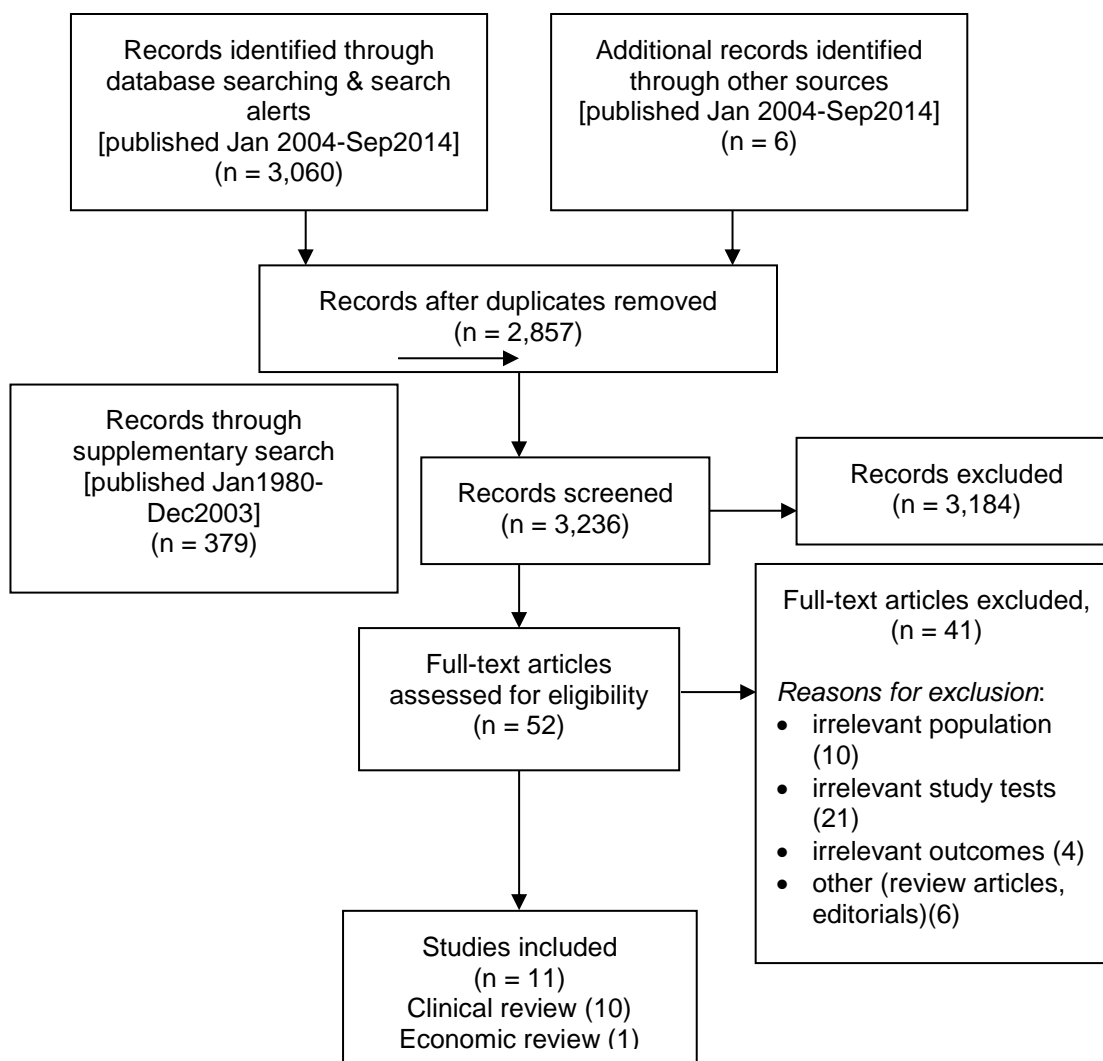 Records identified through
database searching & search
alerts
[published Jan 2004-Sep2014]
(n = 3,060)
Additional records identified
through other sources
[published Jan 2004-Sep2014]
(n = 6)
Records after duplicates removed
(n = 2,857)
Records through
supplementary search
[published Jan1980-
Dec2003]
(n = 379)
Records screened
(n = 3,236)
Records excluded
(n = 3,184)
Full-text articles
assessed for eligibility
(n = 52)
Full-text articles excluded,
(n = 41)
Reasons for exclusion:
• irrelevant population
(10)
• irrelevant study tests
(21)
• irrelevant outcomes (4)
• other (review articles,
editorials)(6)
Studies included
(n = 11)
Clinical review (10)
Economic review (1)